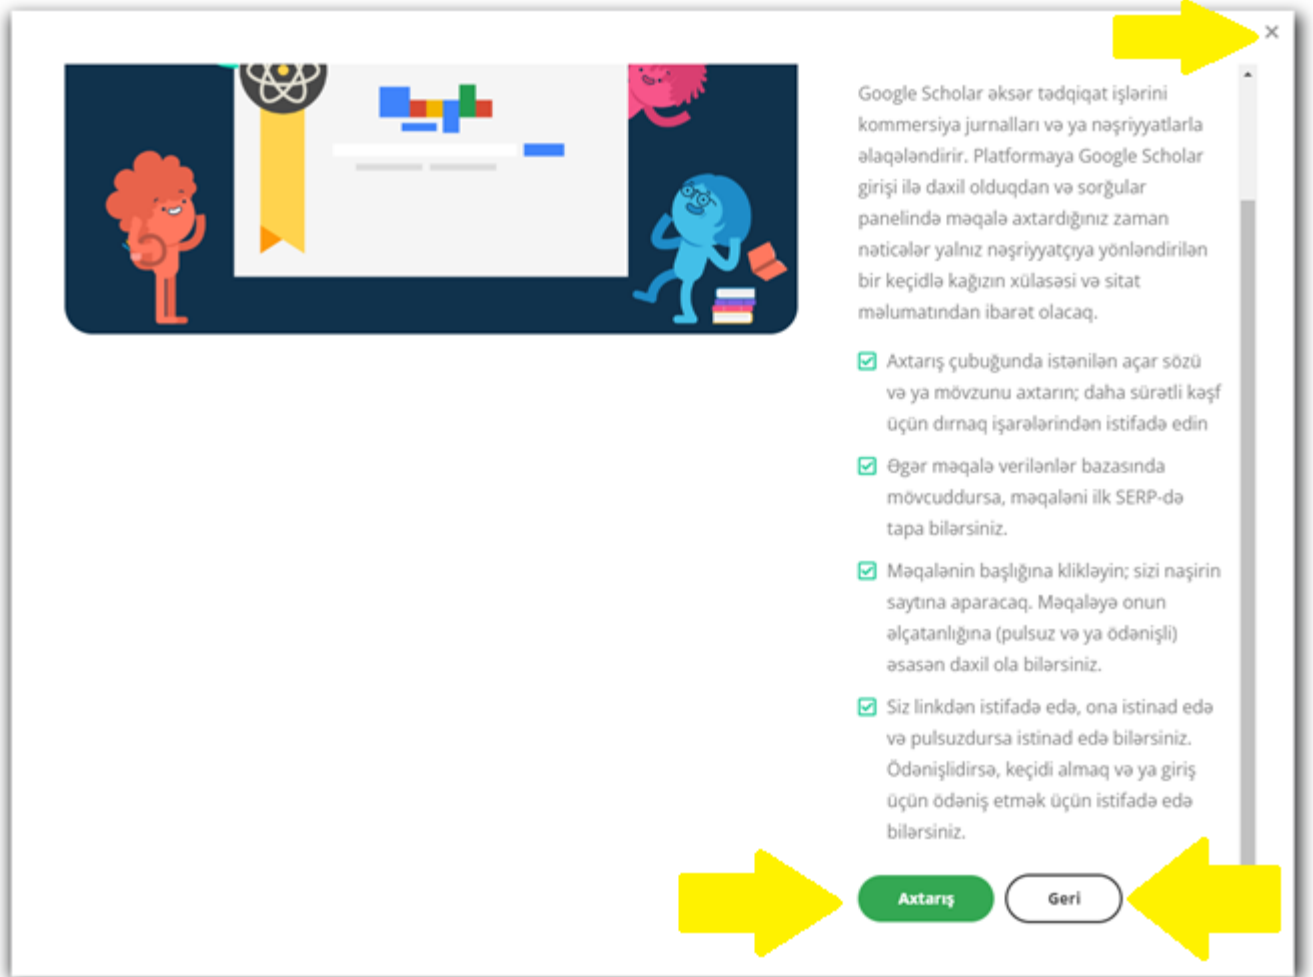 Google Scholar əksər tədqiqat işlərini
kommersiya jurnalları və ya nəşriyyatlarla
əlaqələndirir. Platformaya Google Scholar
girişi ilə daxil olduqdan və sorğular
panelində məqalə axtardığınız zaman
nəticələr yalnız nəşriyyatçıya yönləndirilən
bir keçidlə kağızın xülasəsi və sitat
məlumatından ibarət olacaq.
Axtarış çubuğunda istənilən açar sözü
və ya mövzunu axtarın; daha sürətli kəşf
üçün dırnaq işarələrindən istifadə edin
Əgər məqalə verilənlər bazasında
mövcuddursa, məqaləni ilk SERP-də
tapa bilərsiniz.
Məqalənin başlığına klikləyin; sizi naşirin
saytına aparacaq. Məqaləyə onun
əlçatanlığına (pulsuz və ya ödənişli)
əsasən daxil ola bilərsiniz.
Siz linkdən istifadə edə, ona istinad edə
və pulsuzdursa istinad edə bilərsiniz.
Ödənişlidirsə, keçidi almaq və ya giriş
üçün ödəniş etmək üçün istifadə edə
bilərsiniz.
Axtarış Geri